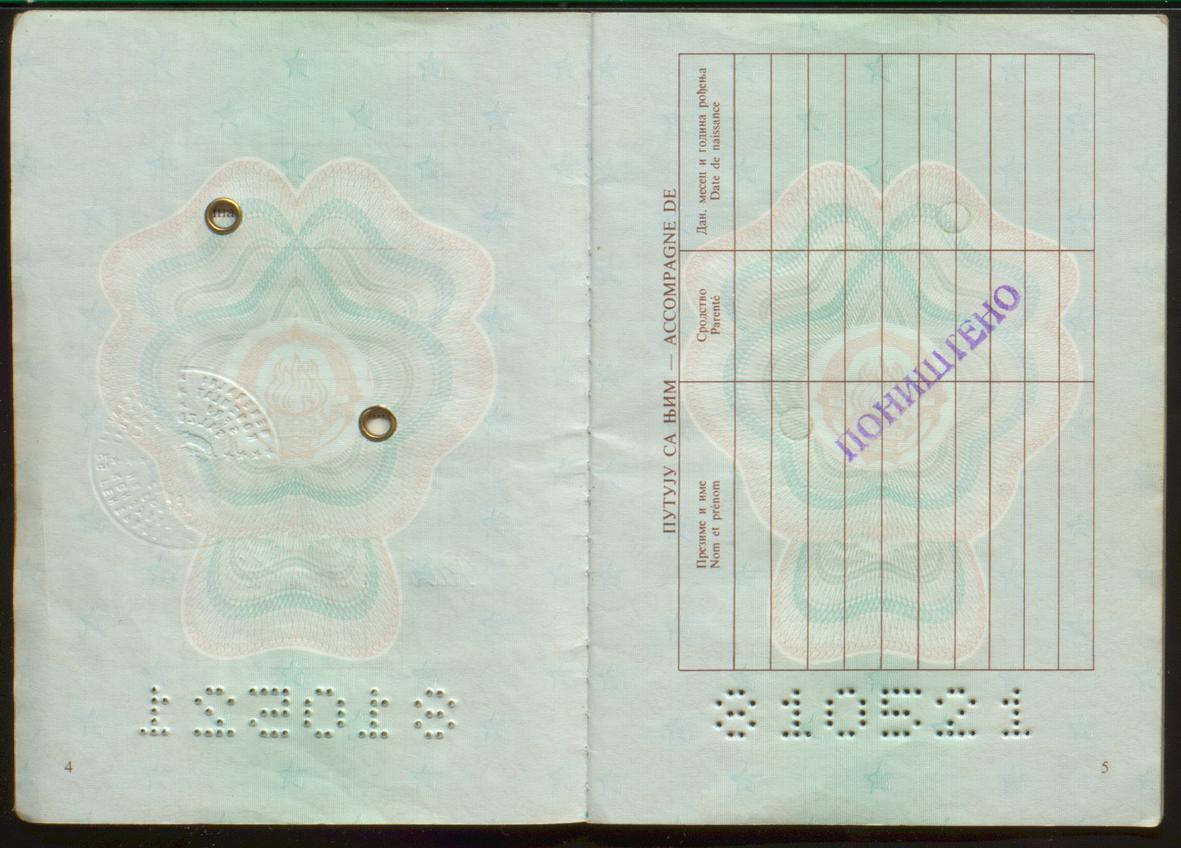 810521
4
ПУТУЈУ СА ЊИМ — ACCOMPAGNE DE
Презиме и име
Nom et prénom
Сродство
Parenté
Дан, месец и година рођења
Date de naissance
ПОНИШТЕНО
810521
5